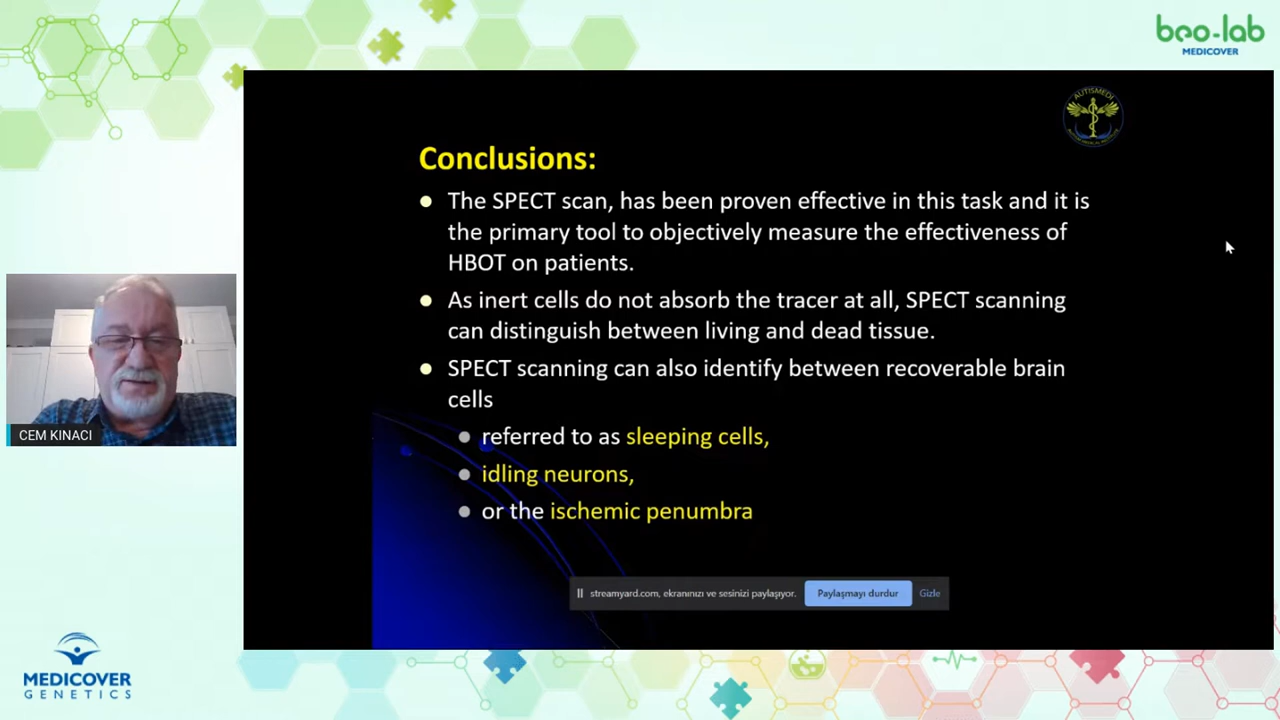 beo-lab
MEDICOVER
AUTISMEDI
Conclusions:
The SPECT scan, has been proven effective in this task and it is
the primary tool to objectively measure the effectiveness of
HBOT on patients.
As inert cells do not absorb the tracer at all, SPECT scanning
can distinguish between living and dead tissue.
SPECT scanning can also identify between recoverable brain
cells
referred to as sleeping cells,
idling neurons,
or the ischemic penumbra
CEM KINACI
streamyard.com, ekranınızı ve sesinizi paylaşıyor.
Paylaşmayı durdur
Gizle
MEDICOVER
GENETICS